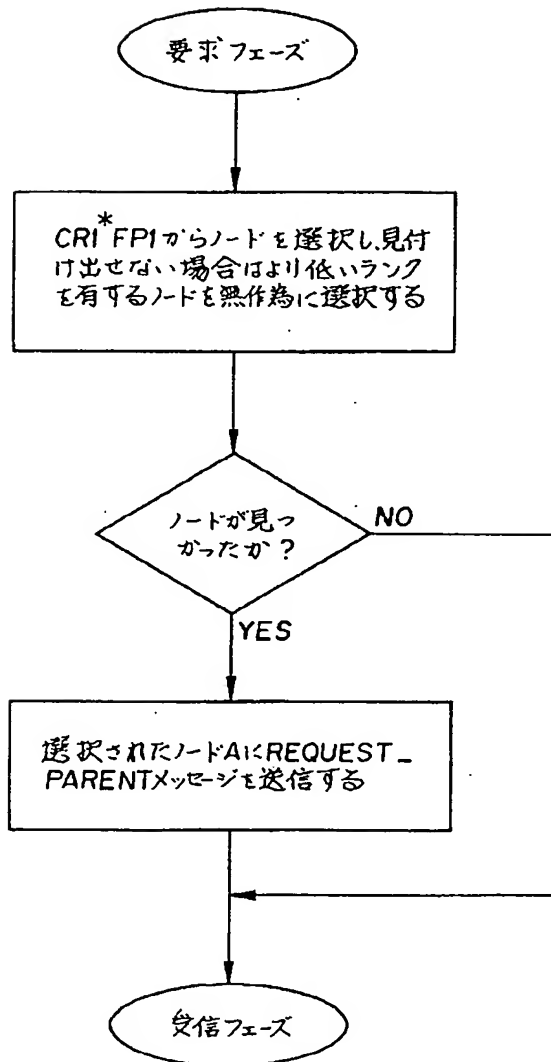 要求フェーズ
CRI*FP1からノードを選択し、見付
け出せない場合はより低いランク
を有するノードを無作為に選択する
ノードが見つ
かったか?
NO
YES
選択されたノードAにREQUEST_
PARENTメッセージを送信する
受信フェーズ